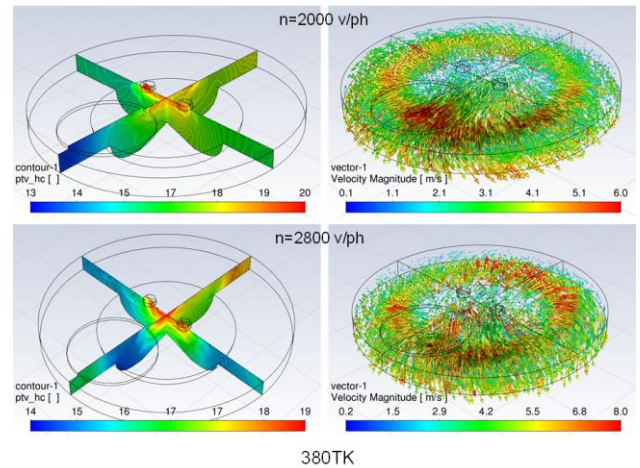 n=2000 v/ph
contour-1
ptv_hc [ ]
13 14 16 17 19 20
vector-1
Velocity Magnitude [ m/s ]
0.1 1.1 2.1 3.1 4.1 5.1 6.0
n=2800 v/ph
contour-1
ptv_hc [ ]
14 15 16 17 17 18 19
vector-1
Velocity Magnitude [ m/s ]
0.2 1.5 2.9 4.2 5.5 6.8 8.0
380TK